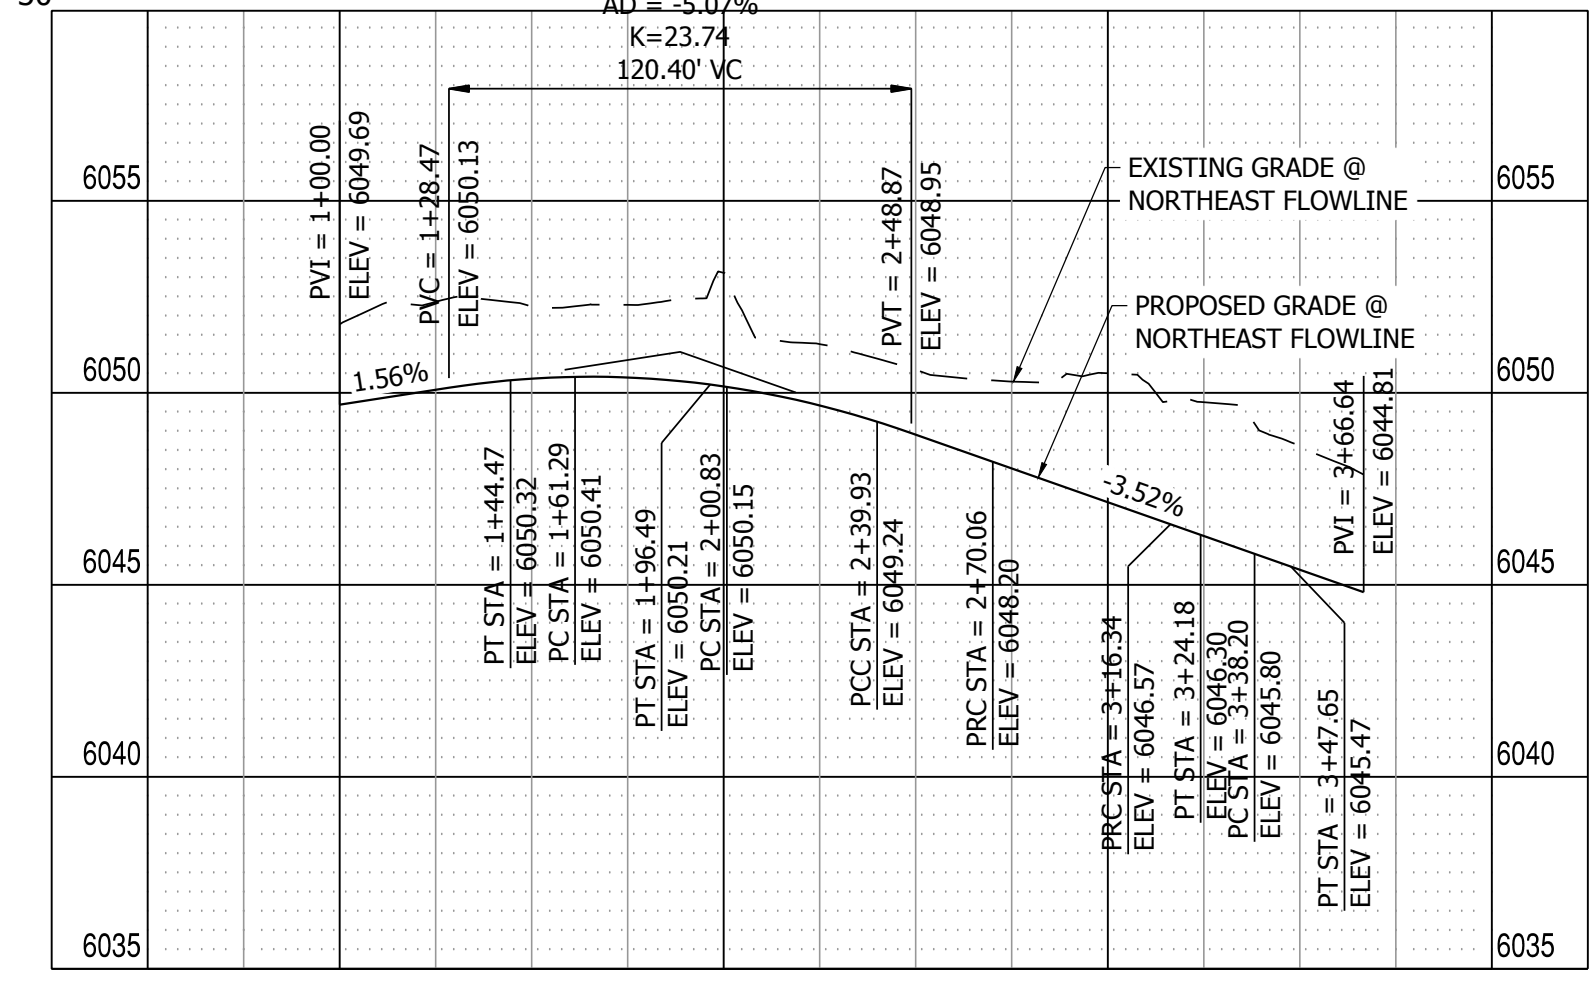 AD = -5.07%
K=23.74
120.40' VC
PVI = 1+00.00
ELEV = 6049.69
PVC = 1+28.47
ELEV = 6050.13
PVT = 2+48.87
ELEV = 6048.95
EXISTING GRADE @
NORTHEAST FLOWLINE
PROPOSED GRADE @
NORTHEAST FLOWLINE
6055
6055
6050
6050
1.56%
-3.52%
PVI = 3+66.64
ELEV = 6044.81
PT STA = 1+44.47
ELEV = 6050.32
PC STA = 1+61.29
ELEV = 6050.41
PT STA = 1+96.49
ELEV = 6050.21
PC STA = 2+00.83
ELEV = 6050.15
PCC STA = 2+39.93
ELEV = 6049.24
PRC STA = 2+70.06
ELEV = 6048.20
PRC STA = 3+16.34
ELEV = 6046.57
PT STA = 3+24.18
ELEV = 6046.30
PC STA = 3+38.20
ELEV = 6045.80
PT STA = 3+47.65
ELEV = 6045.47
6045
6045
6040
6040
6035
6035